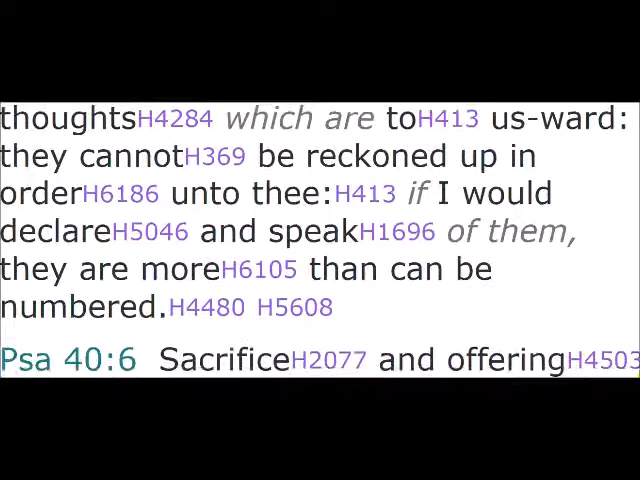 thoughtsH4284 which are toH413 us-ward:
they cannotH369 be reckoned up in
orderH6186 unto thee:H413 if I would
declareH5046 and speakH1696 of them,
they are moreH6105 than can be
numbered.H4480 H5608
Psa 40:6 SacrificeH2077 and offeringH4503